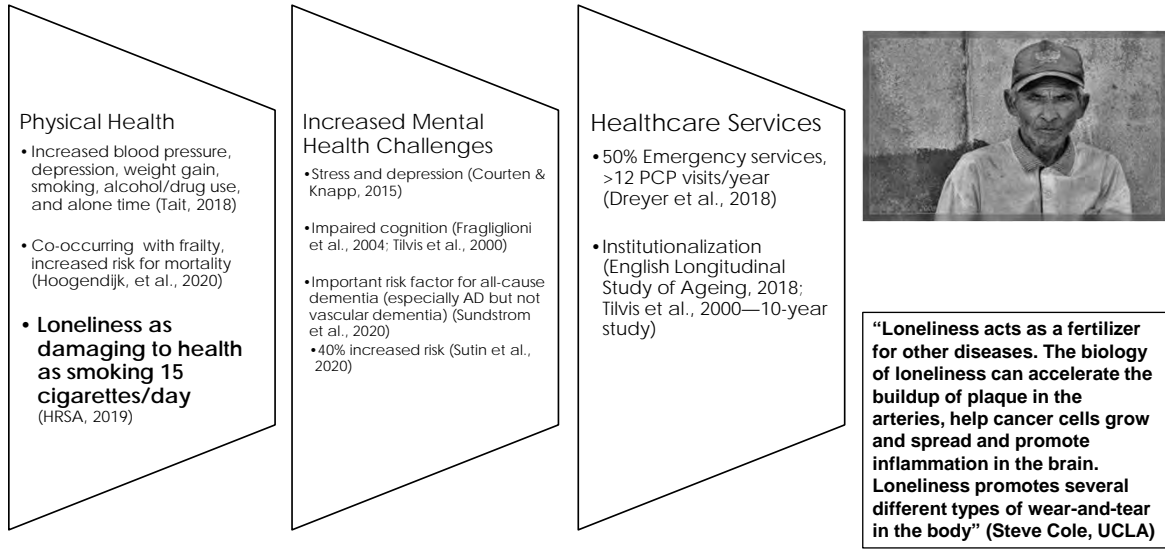 Physical Health
• Increased blood pressure,
depression, weight gain,
smoking, alcohol/drug use,
and alone time (Tait, 2018)
• Co-occurring with frailty,
increased risk for mortality
(Hoogendijk, et al., 2020)
• Loneliness as
damaging to health
as smoking 15
cigarettes/day
(HRSA, 2019)
Increased Mental
Health Challenges
•Stress and depression (Courten &
Knapp, 2015)
•Impaired cognition (Fragliglioni
et al., 2004; Tilvis et al., 2000)
•Important risk factor for all-cause
dementia (especially AD but not
vascular dementia) (Sundstrom
et al., 2020)
•40% increased risk (Sutin et al.,
2020)
Healthcare Services
•50% Emergency services,
>12 PCP visits/year
(Dreyer et al., 2018)
•Institutionalization
(English Longitudinal
Study of Ageing, 2018;
Tilvis et al., 2000—10-year
study)
“Loneliness acts as a fertilizer
for other diseases. The biology
of loneliness can accelerate the
buildup of plaque in the
arteries, help cancer cells grow
and spread and promote
inflammation in the brain.
Loneliness promotes several
different types of wear-and-tear
in the body” (Steve Cole, UCLA)